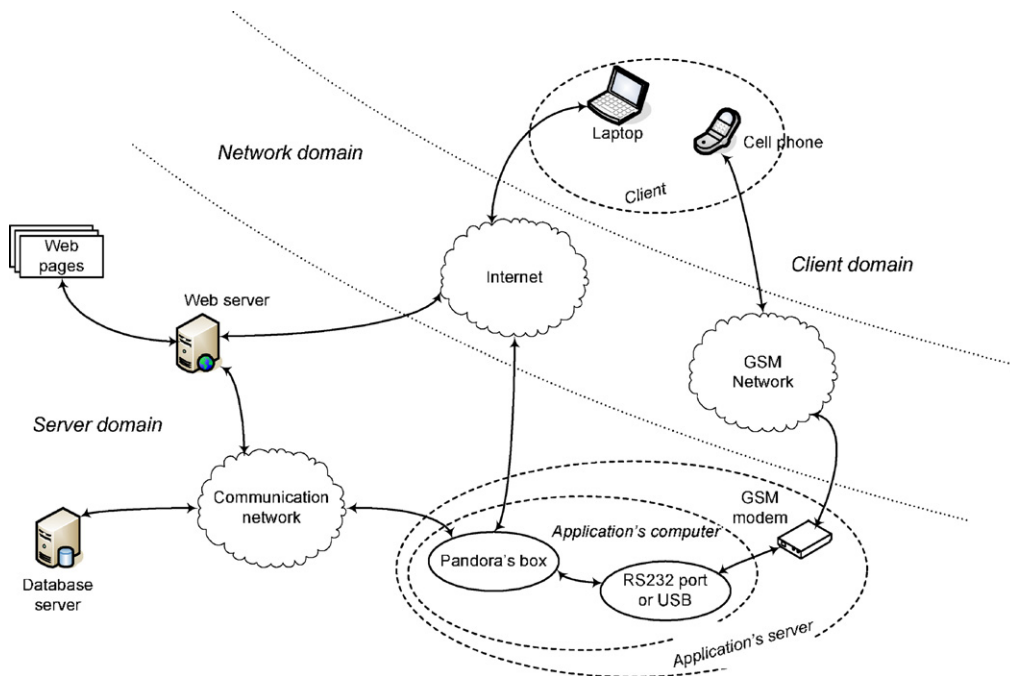 Laptop
Cell phone
Network domain
Client
Web
pages
Internet
Client domain
Web server
GSM
Network
Server domain
Communication
network
GSM
modem
Application's computer
Pandora's box
RS232 port
or USB
Database
server
Application's server